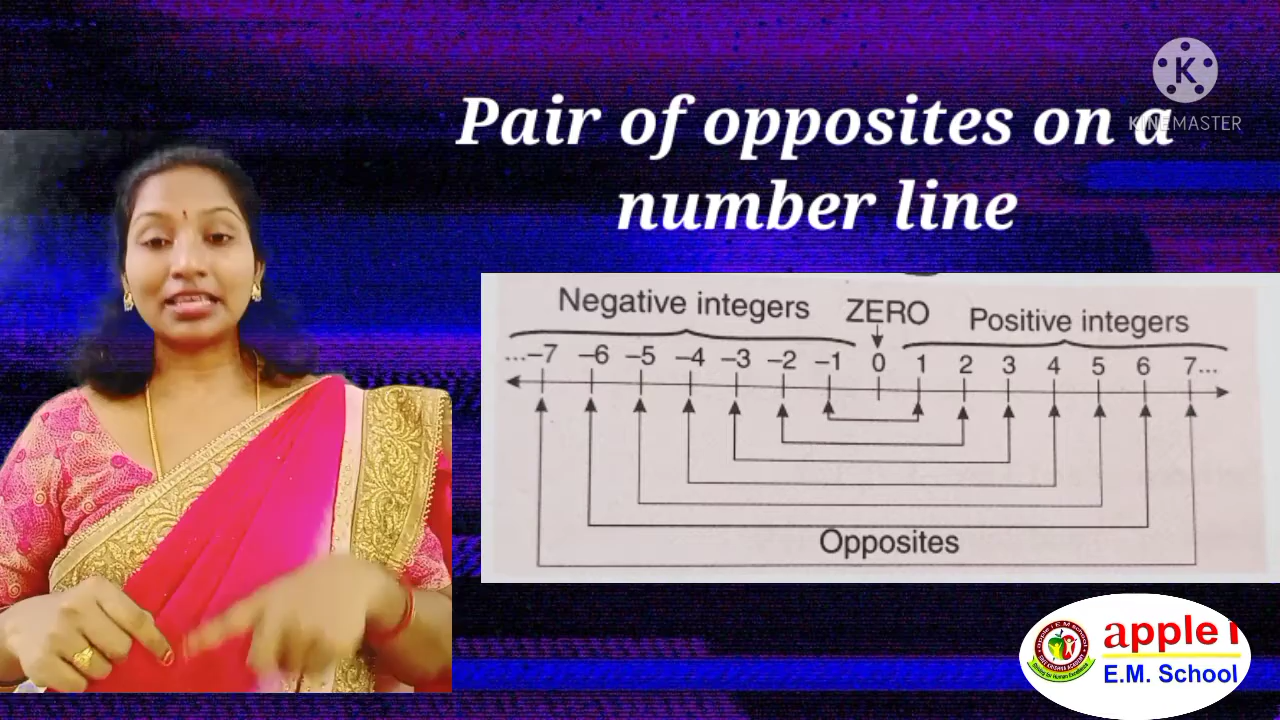 Pair of opposites on a
number line
K
KINEMASTER
Negative integers ZERO Positive integers
...–7 –6 –5 –4 –3 –2 –1 0 1 2 3 4 5 6 7...
Opposites
apple i
E.M. School